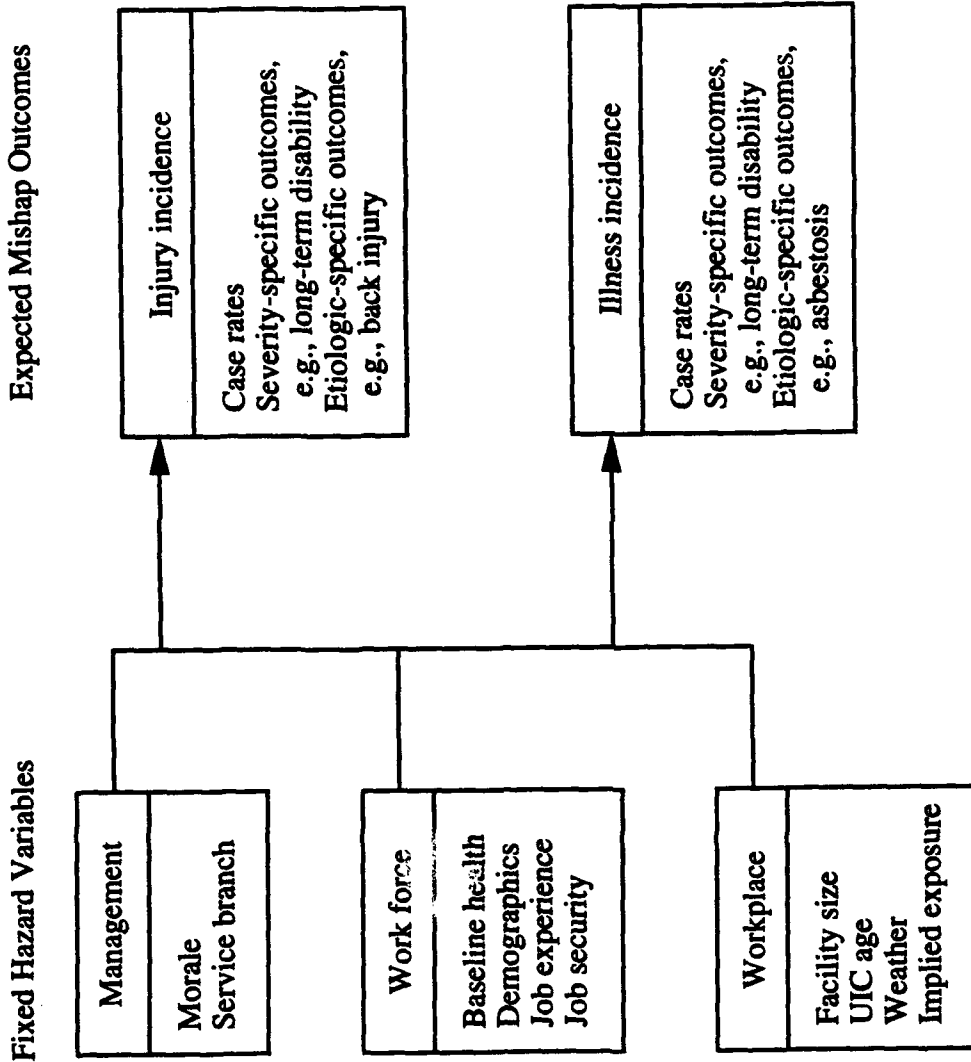 Fixed Hazard Variables
Management
Morale
Service branch
Work force
Baseline health
Demographics
Job experience
Job security
Workplace
Facility size
UIC age
Weather
Implied exposure
Expected Mishap Outcomes
Injury incidence
Case rates
Severity-specific outcomes,
e.g., long-term disability
Etiologic-specific outcomes,
e.g., back injury
Illness incidence
Case rates
Severity-specific outcomes,
e.g., long-term disability
Etiologic-specific outcomes,
e.g., asbestosis